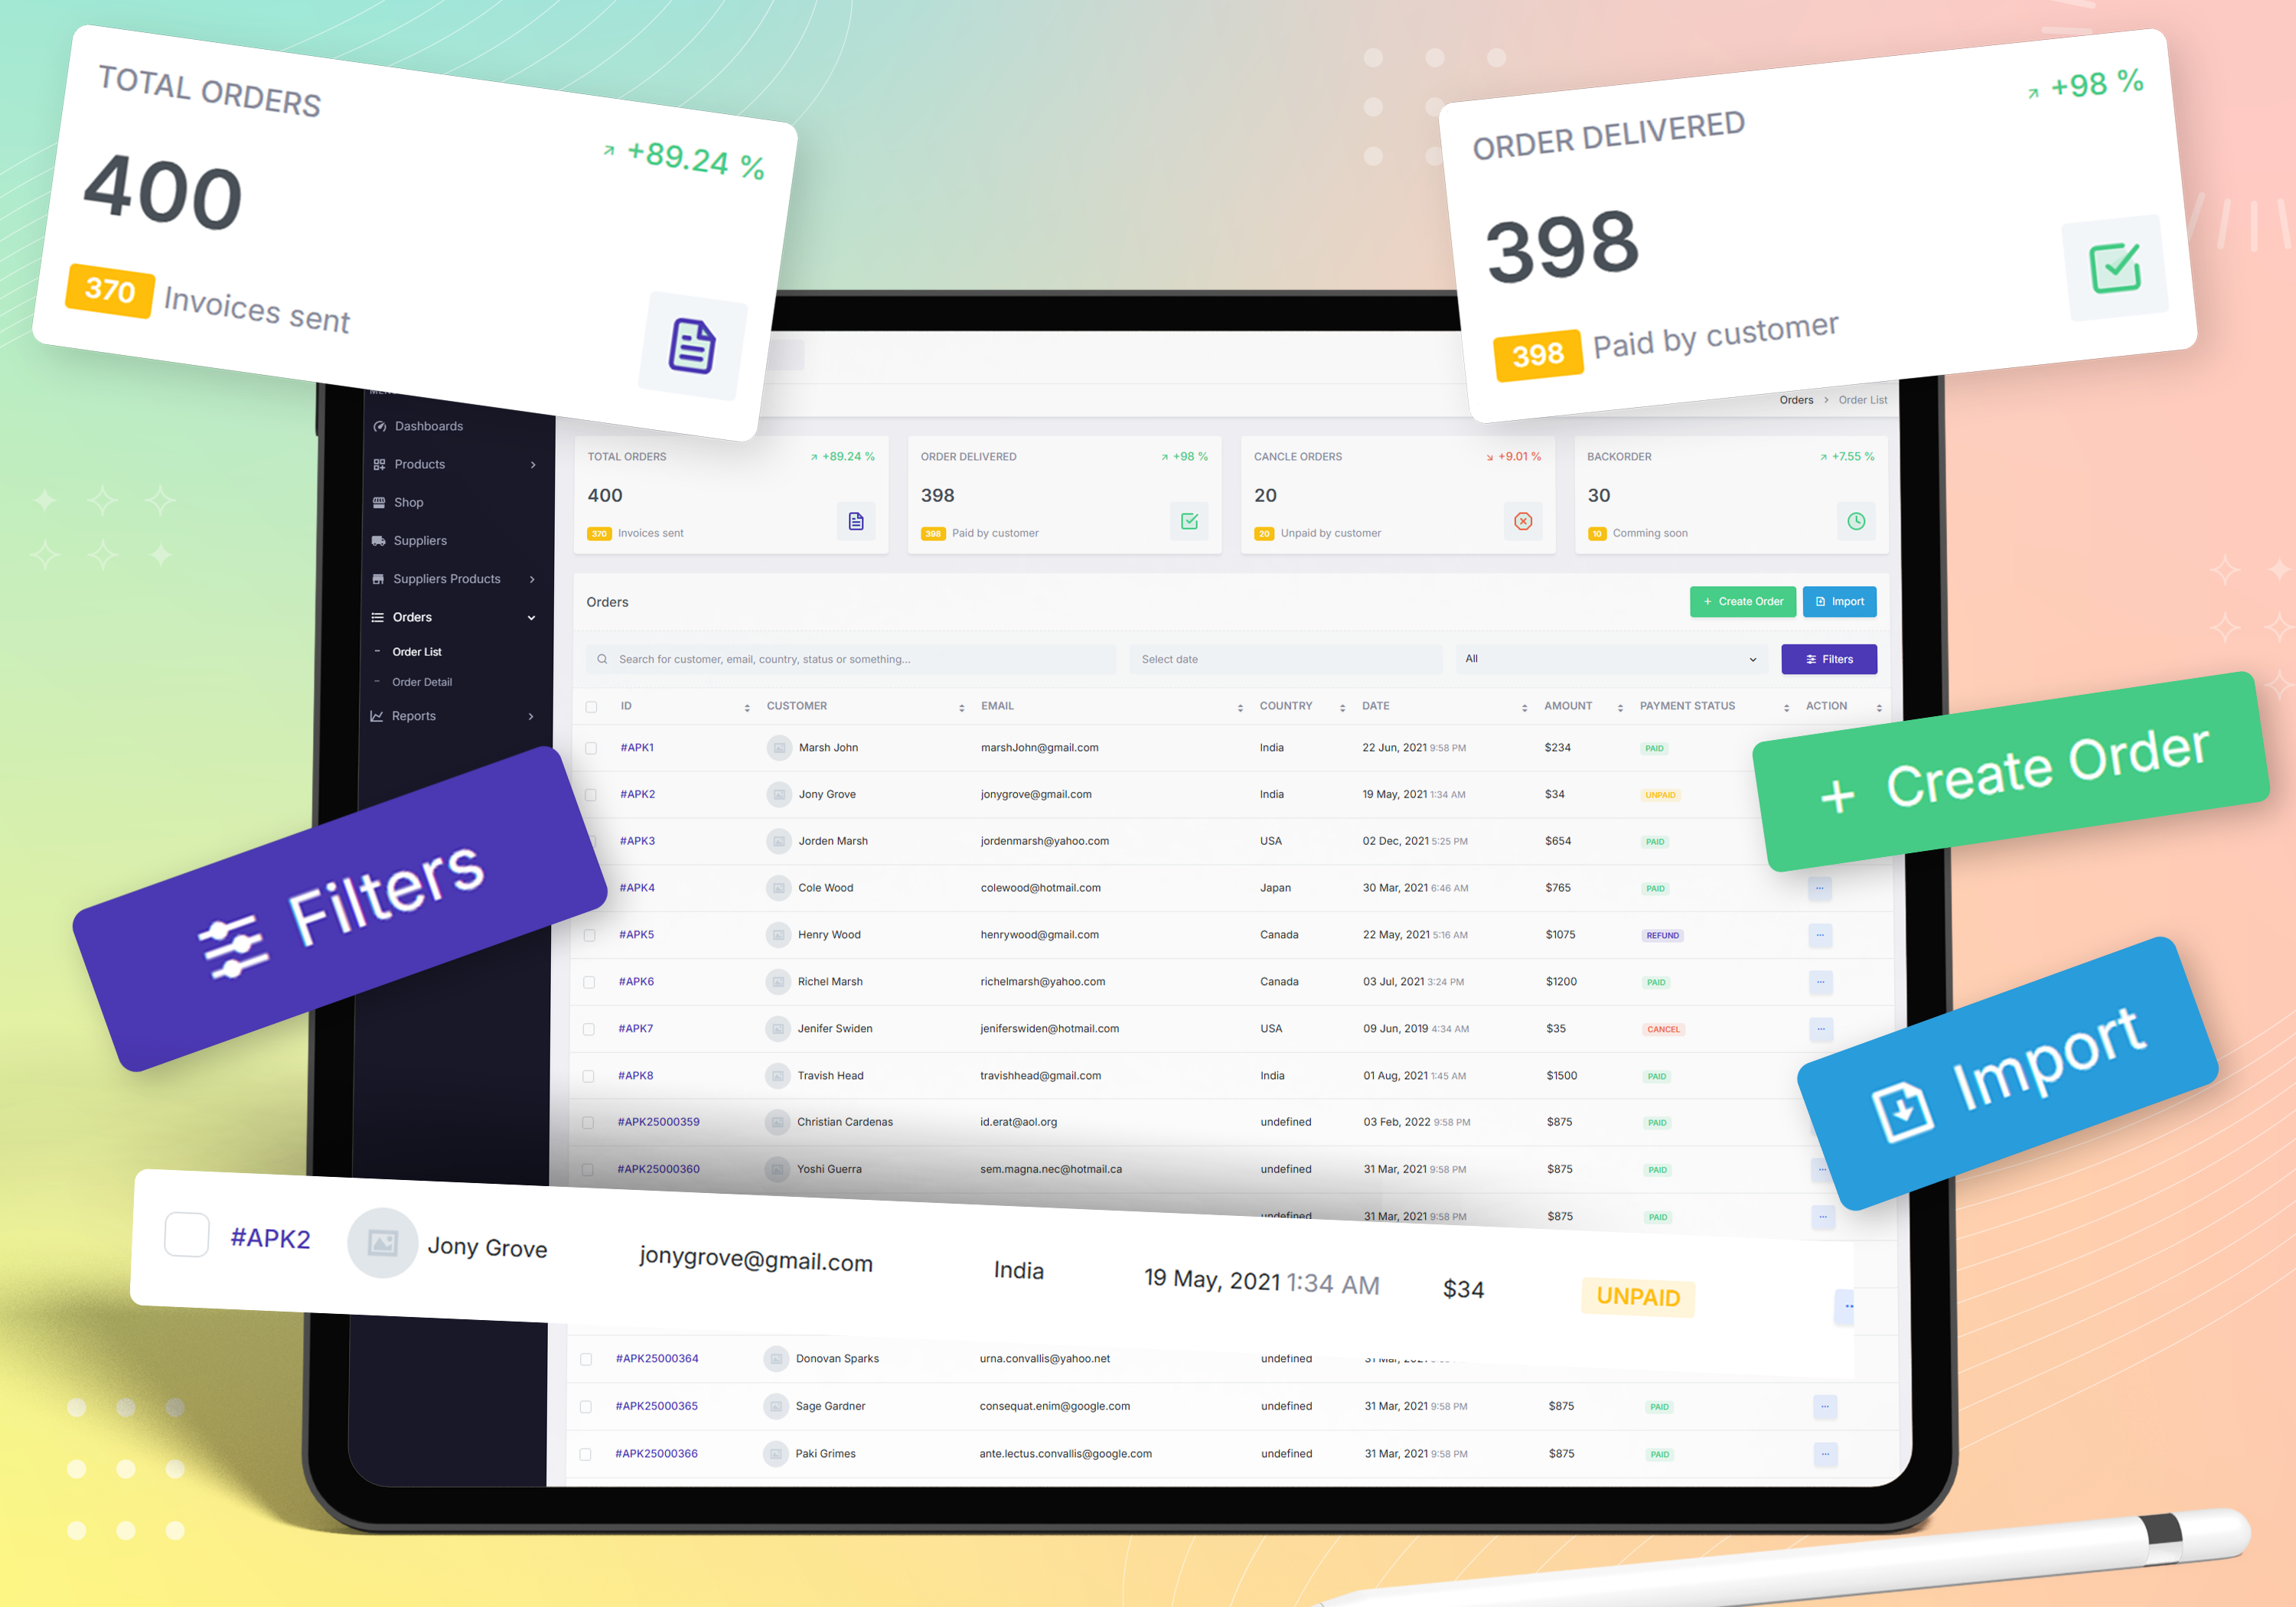 TOTAL ORDERS
+89.24 %
400
370 Invoices sent
ORDER DELIVERED
+98 %
398
398 Paid by customer
Orders > Order List
Dashboards
Products
Shop
Suppliers
Suppliers Products
Orders
Order List
Order Detail
Reports
TOTAL ORDERS +89.24 %
400
370 Invoices sent
ORDER DELIVERED +98 %
398
398 Paid by customer
CANCLE ORDERS +9.01 %
20
20 Unpaid by customer
BACKORDER +7.55 %
30
10 Comming soon
Orders + Create Order Import
Search for customer, email, country, status or something... Select date All Filters
ID CUSTOMER EMAIL COUNTRY DATE AMOUNT PAYMENT STATUS ACTION
#APK1 Marsh John marshJohn@gmail.com India 22 Jun, 2021 9:58 PM $234 PAID
#APK2 Jony Grove jonygrove@gmail.com India 19 May, 2021 1:34 AM $34 UNPAID
#APK3 Jorden Marsh jordenmarsh@yahoo.com USA 02 Dec, 2021 5:25 PM $654 PAID
#APK4 Cole Wood colewood@hotmail.com Japan 30 Mar, 2021 6:46 AM $765 PAID
#APK5 Henry Wood henrywood@gmail.com Canada 22 May, 2021 5:16 AM $1075 REFUND
#APK6 Richel Marsh richelmarsh@yahoo.com Canada 03 Jul, 2021 3:24 PM $1200 PAID
#APK7 Jenifer Swiden jeniferswiden@hotmail.com USA 09 Jun, 2019 4:34 AM $35 CANCEL
#APK8 Travish Head travishhead@gmail.com India 01 Aug, 2021 1:45 AM $1500 PAID
#APK25000359 Christian Cardenas id.erat@aol.org undefined 03 Feb, 2022 9:58 PM $875 PAID
#APK25000360 Yoshi Guerra sem.magna.nec@hotmail.ca undefined 31 Mar, 2021 9:58 PM $875 PAID
undefined 31 Mar, 2021 9:58 PM $875 PAID
#APK25000364 Donovan Sparks urna.convallis@yahoo.net undefined
#APK25000365 Sage Gardner consequat.enim@google.com undefined 31 Mar, 2021 9:58 PM $875 PAID
#APK25000366 Paki Grimes ante.lectus.convallis@google.com undefined 31 Mar, 2021 9:58 PM $875 PAID
+ Create Order
Filters
Import
#APK2 Jony Grove jonygrove@gmail.com India 19 May, 2021 1:34 AM $34 UNPAID